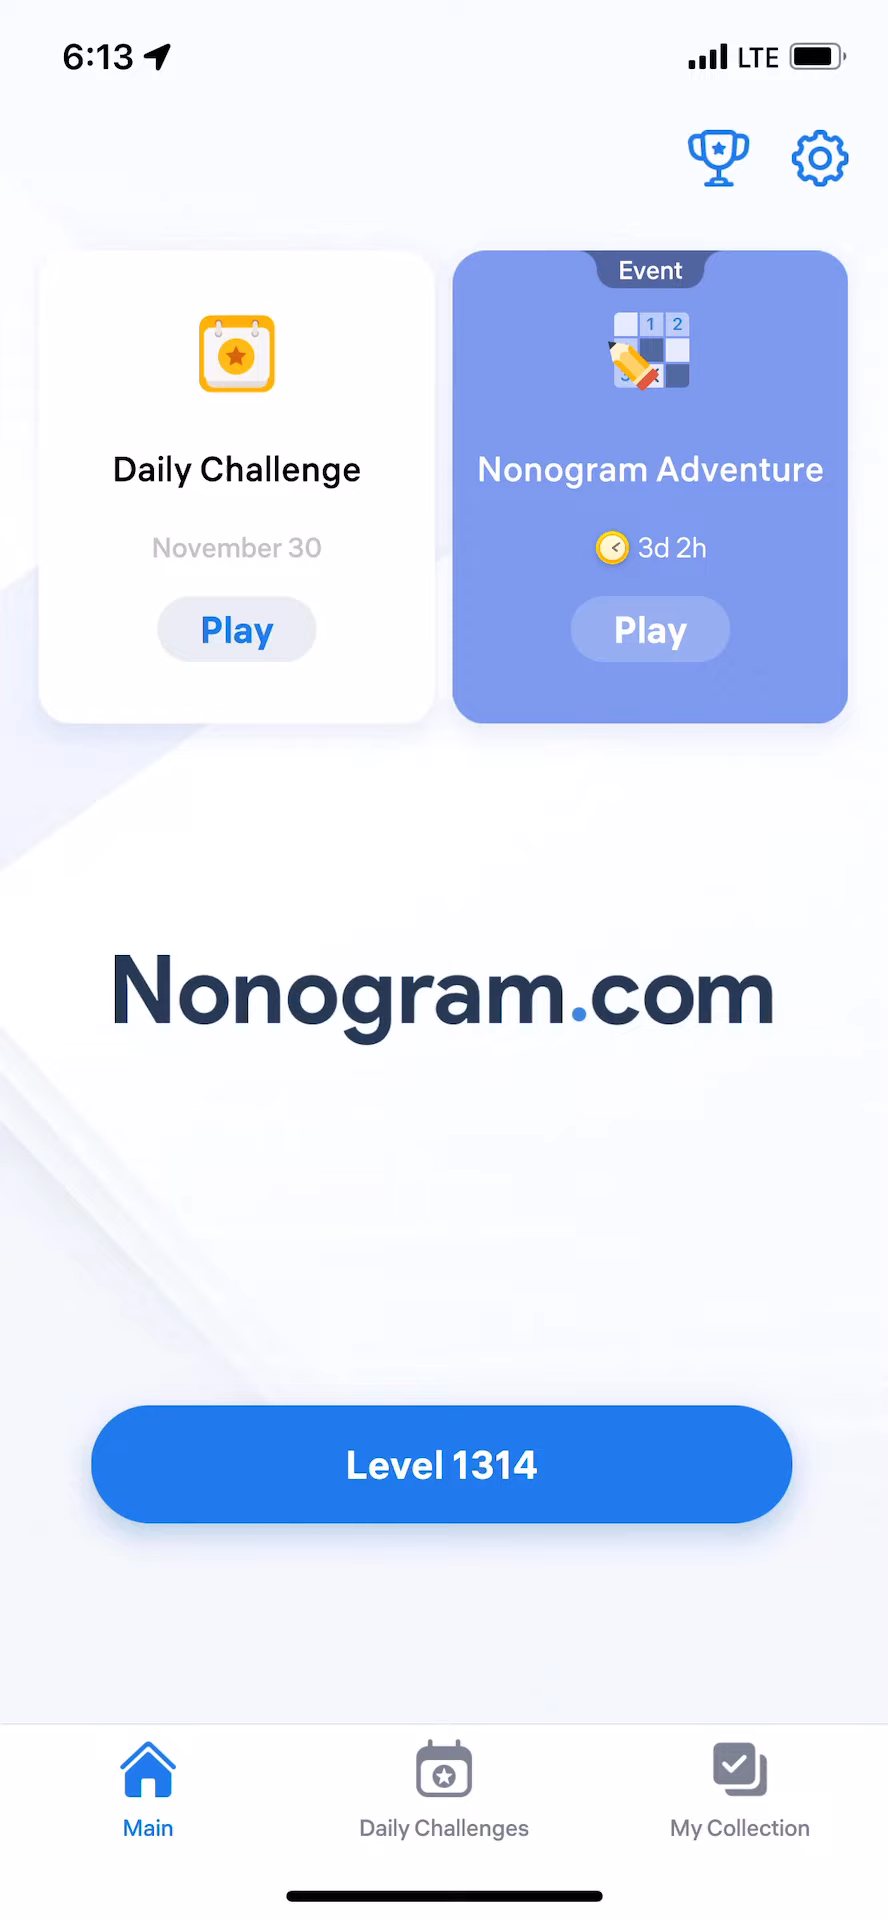 6:13
LTE
Event
1 2
Daily Challenge
Nonogram Adventure
November 30
3d 2h
Play
Play
Nonogram.com
Level 1314
Main
Daily Challenges
My Collection